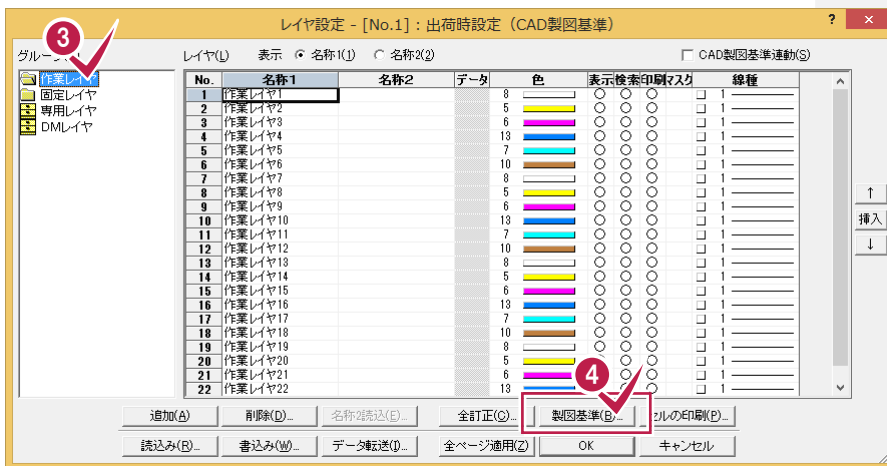 レイヤ設定 - [No.1] : 出荷時設定（CAD製図基準） ? ×
3
レイヤ(L) 表示 名称1(1) 名称2(2) CAD製図基準連動(S)
作業レイヤ
固定レイヤ
専用レイヤ
DMレイヤ
No. 名称1 名称2 データ 色 表示 検索 印刷 マスク 線種
1 作業レイヤ1 8 1
2 作業レイヤ2 5 1
3 作業レイヤ3 6 1
4 作業レイヤ4 13 1
5 作業レイヤ5 7 1
6 作業レイヤ6 10 1
7 作業レイヤ7 8 1
8 作業レイヤ8 5 1
9 作業レイヤ9 6 1
10 作業レイヤ10 13 1
11 作業レイヤ11 7 1
12 作業レイヤ12 10 1
13 作業レイヤ13 8 1
14 作業レイヤ14 5 1
15 作業レイヤ15 6 1
16 作業レイヤ16 13 1
17 作業レイヤ17 7 1
18 作業レイヤ18 10 1
19 作業レイヤ19 8 1
20 作業レイヤ20 5 1
21 作業レイヤ21 6 1
22 作業レイヤ22 13 1
↑
挿入
↓
4
追加(A) 削除(D)... 名称2読込(E)... 全訂正(C)... 製図基準(B)... セルの印刷(P)...
読込み(R)... 書込み(W)... データ転送(I)... 全ページ適用(Z) OK キャンセル